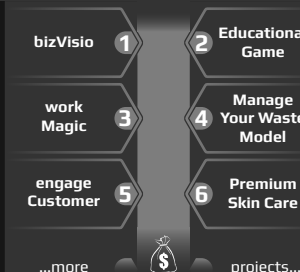 bizVisio 1
2 Educationa
Game
work
Magic
3
4
Manage
Your Waste
Model
engage
Customer
5
6
Premium
Skin Care
$
...more
projects...